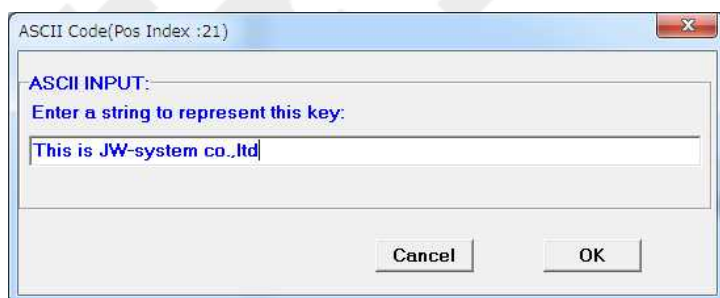 ASCII Code(Pos Index :21)
ASCII INPUT:
Enter a string to represent this key:
This is JW-system co.,ltd
Cancel OK